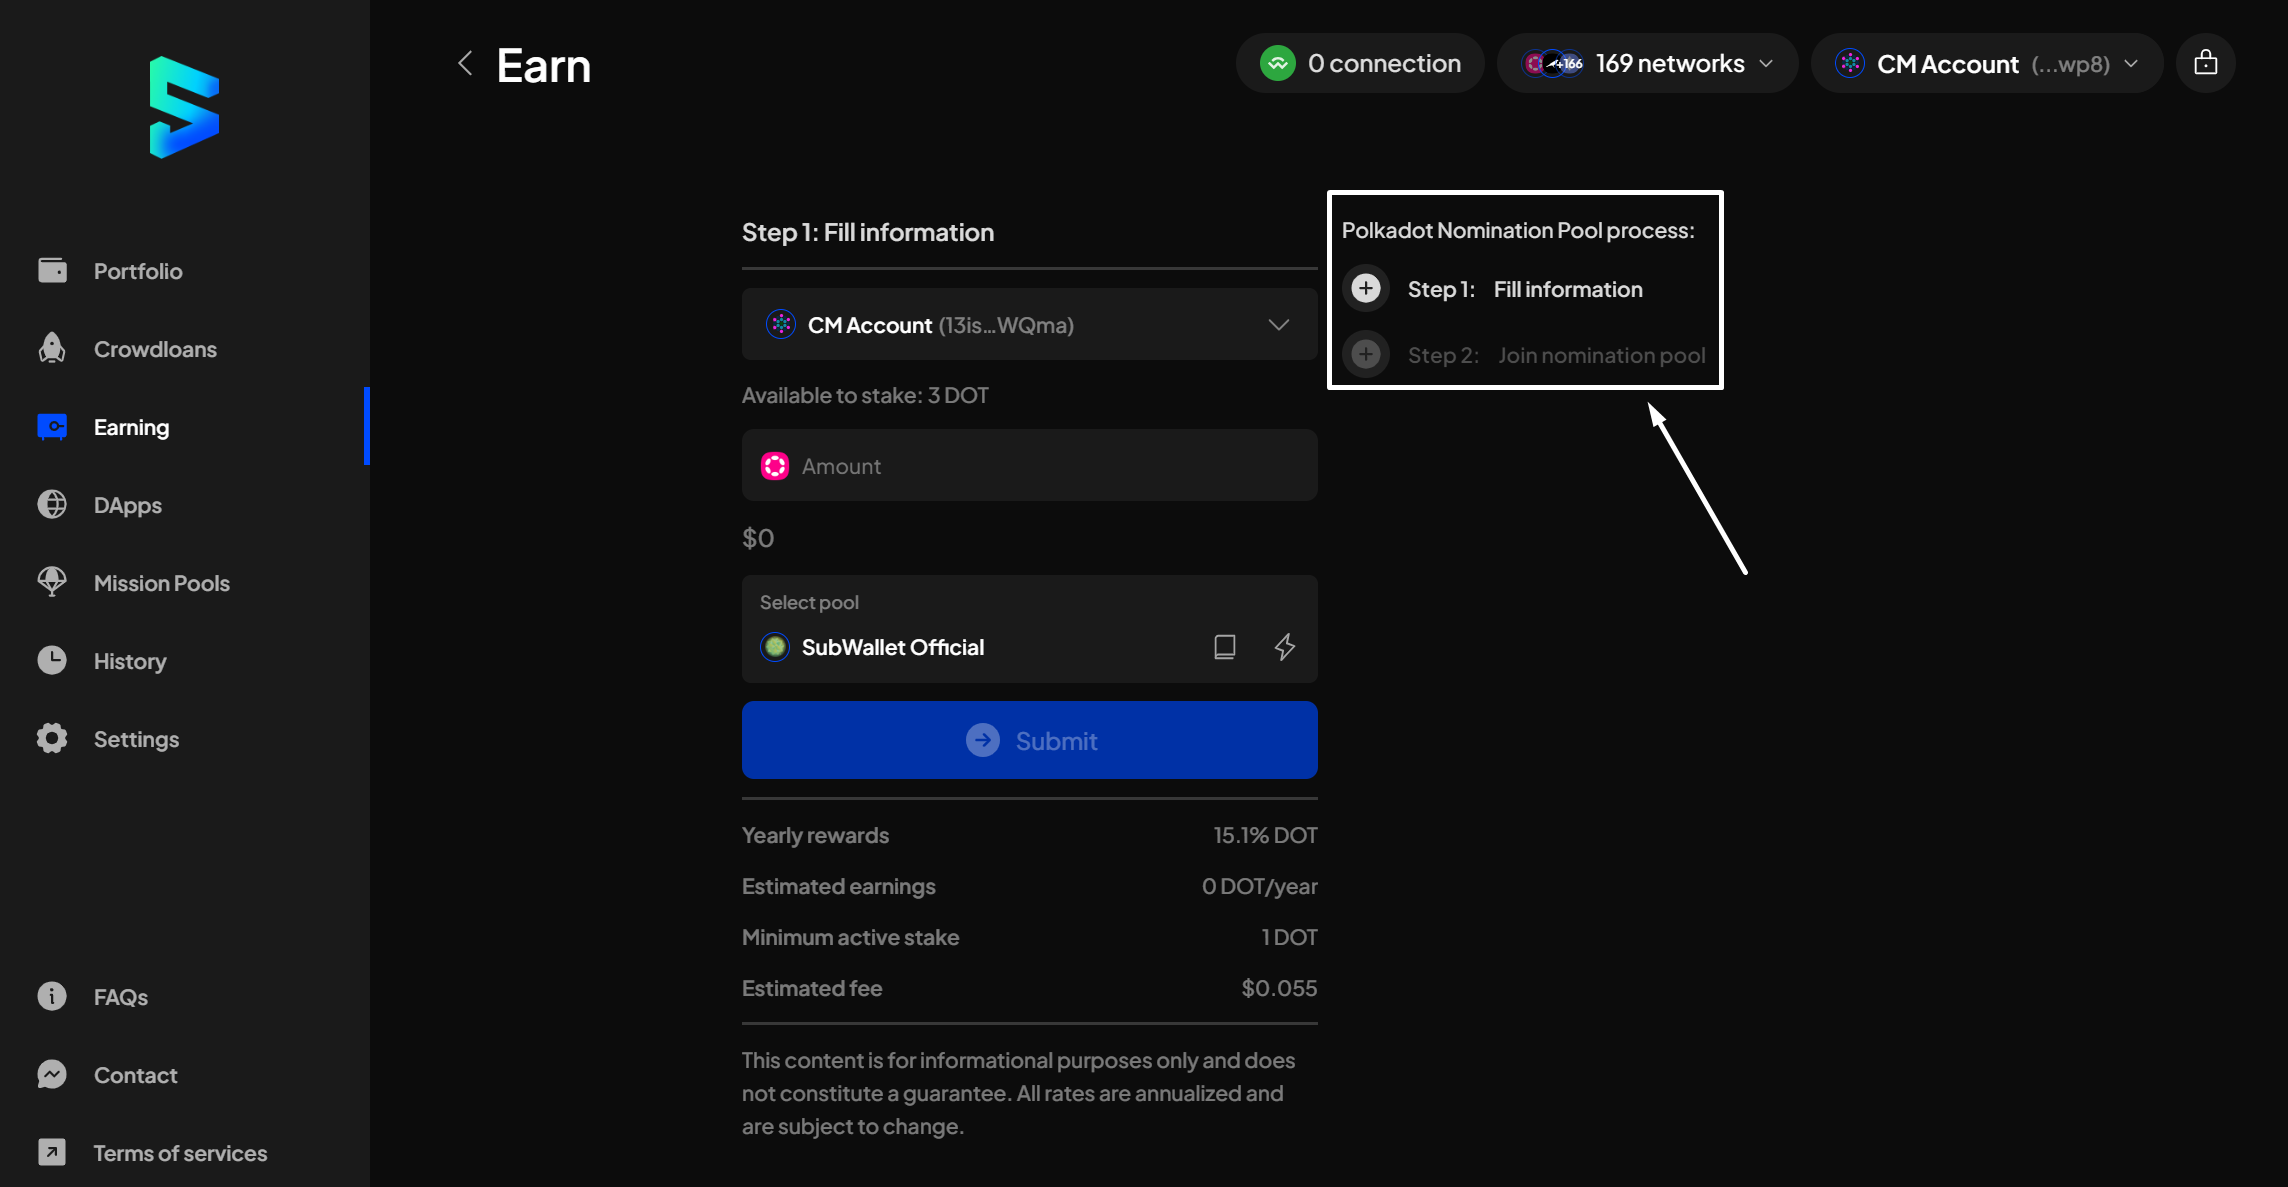 Earn
0 connection
+166 169 networks
CM Account (...wp8)
Portfolio
Crowdloans
Earning
DApps
Mission Pools
History
Settings
FAQs
Contact
Terms of services
Step 1: Fill information
CM Account (13is...WQma)
Available to stake: 3 DOT
Amount
$0
Select pool
SubWallet Official
Submit
Yearly rewards 15.1% DOT
Estimated earnings 0 DOT/year
Minimum active stake 1 DOT
Estimated fee $0.055
This content is for informational purposes only and does
not constitute a guarantee. All rates are annualized and
are subject to change.
Polkadot Nomination Pool process:
Step 1: Fill information
Step 2: Join nomination pool